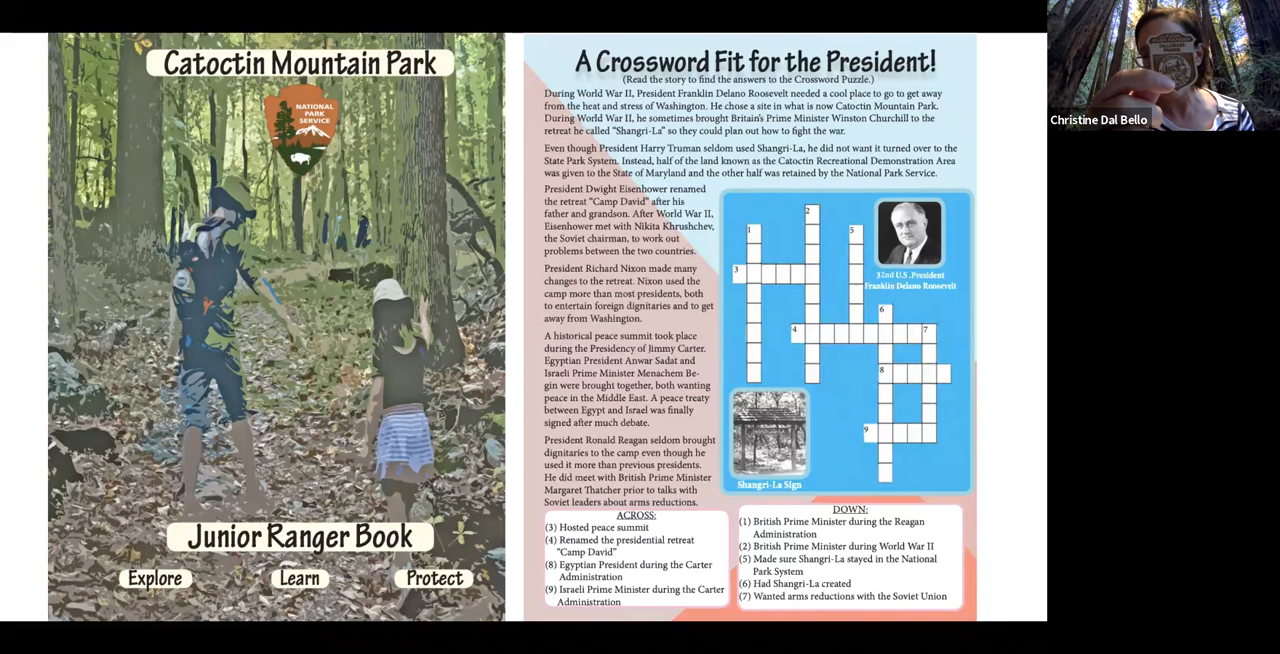 Catoctin Mountain Park
NATIONAL
PARK
SERVICE
Junior Ranger Book
Explore
Learn
Protect
A Crossword Fit for the President!
(Read the story to find the answers to the Crossword Puzzle.)
During World War II, President Franklin Delano Roosevelt needed a cool place to go to get away
from the heat and stress of Washington. He chose a site in what is now Catoctin Mountain Park.
During World War II, he sometimes brought Britain's Prime Minister Winston Churchill to the
retreat he called "Shangri-La" so they could plan out how to fight the war.
Even though President Harry Truman seldom used Shangri-La, he did not want it turned over to the
State Park System. Instead, half of the land known as the Catoctin Recreational Demonstration Area
was given to the State of Maryland and the other half was retained by the National Park Service.
President Dwight Eisenhower renamed
the retreat "Camp David" after his
father and grandson. After World War II,
Eisenhower met with Nikita Khrushchev,
the Soviet chairman, to work out
problems between the two countries.
President Richard Nixon made many
changes to the retreat. Nixon used the
camp more than most presidents, both
to entertain foreign dignitaries and to get
away from Washington.
A historical peace summit took place
during the Presidency of Jimmy Carter.
Egyptian President Anwar Sadat and
Israeli Prime Minister Menachem Be-
gin were brought together, both wanting
peace in the Middle East. A peace treaty
between Egypt and Israel was finally
signed after much debate.
President Ronald Reagan seldom brought
dignitaries to the camp even though he
used it more than previous presidents.
He did meet with British Prime Minister
Margaret Thatcher prior to talks with
Soviet leaders about arms reductions.
2
1
5
3
6
4
7
8
9
32nd U.S. President
Franklin Delano Roosevelt
Shangri-La Sign
ACROSS:
(3) Hosted peace summit
(4) Renamed the presidential retreat
"Camp David"
(8) Egyptian President during the Carter
Administration
(9) Israeli Prime Minister during the Carter
Administration
DOWN:
(1) British Prime Minister during the Reagan
Administration
(2) British Prime Minister during World War II
(5) Made sure Shangri-La stayed in the National
Park System
(6) Had Shangri-La created
(7) Wanted arms reductions with the Soviet Union
Christine Dal Bello